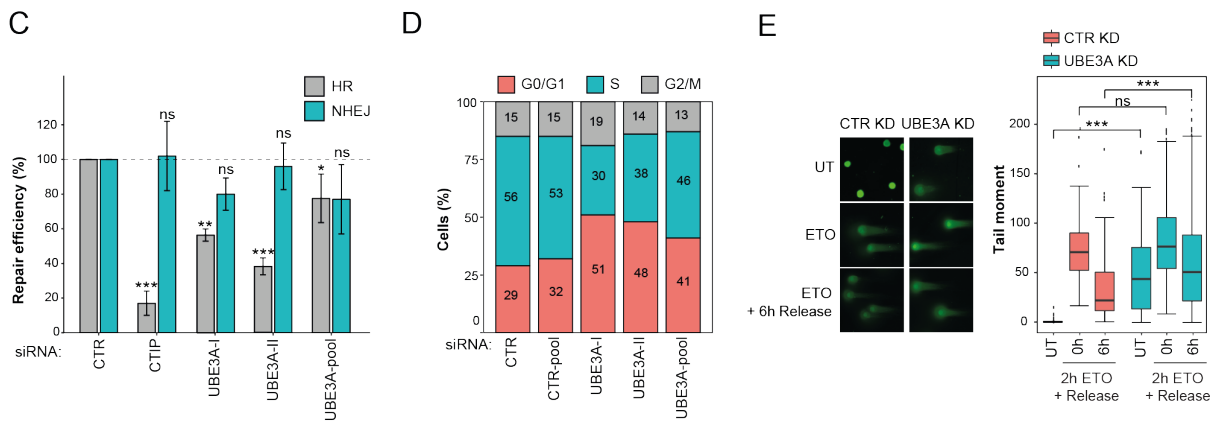 C
HR
NHEJ
Repair efficiency (%)
120
100
80
60
40
20
0
ns
ns
ns
ns
*
**
***
***
siRNA:
CTR
CTIP
UBE3A-I
UBE3A-II
UBE3A-pool
D
G0/G1
S
G2/M
Cells (%)
100
75
50
25
0
15
15
19
14
13
56
53
30
38
46
29
32
51
48
41
siRNA:
CTR
CTR-pool
UBE3A-I
UBE3A-II
UBE3A-pool
E
CTR KD
UBE3A KD
CTR KD
UBE3A KD
UT
ETO
ETO
+ 6h Release
Tail moment
200
150
100
50
0
***
ns
***
UT
0h
6h
UT
0h
6h
2h ETO
+ Release
2h ETO
+ Release